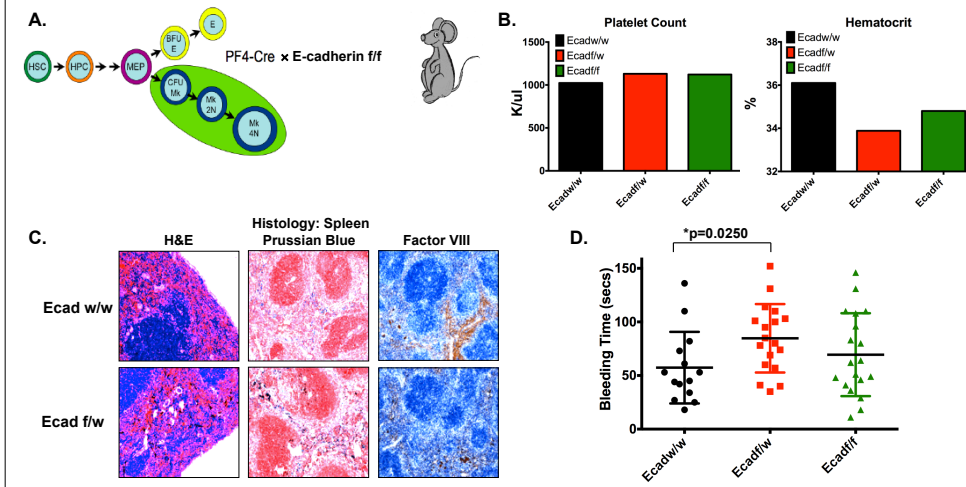 A.
HSC
HPC
MEP
BFU
E
E
CFU
Mk
Mk
2N
Mk
4N
PF4-Cre × E-cadherin f/f
B.
Platelet Count
Ecadw/w
Ecadf/w
Ecadf/f
K/ul
1500
1000
500
0
Ecadw/w
Ecadf/w
Ecadf/f
Hematocrit
Ecadw/w
Ecadf/w
Ecadf/f
%
38
36
34
32
Ecadw/w
Ecadf/w
Ecadf/f
C.
Histology: Spleen
H&E
Prussian Blue
Factor VIII
Ecad w/w
Ecad f/w
D.
*p=0.0250
Bleeding Time (secs)
150
100
50
0
Ecadw/w
Ecadf/w
Ecadf/f